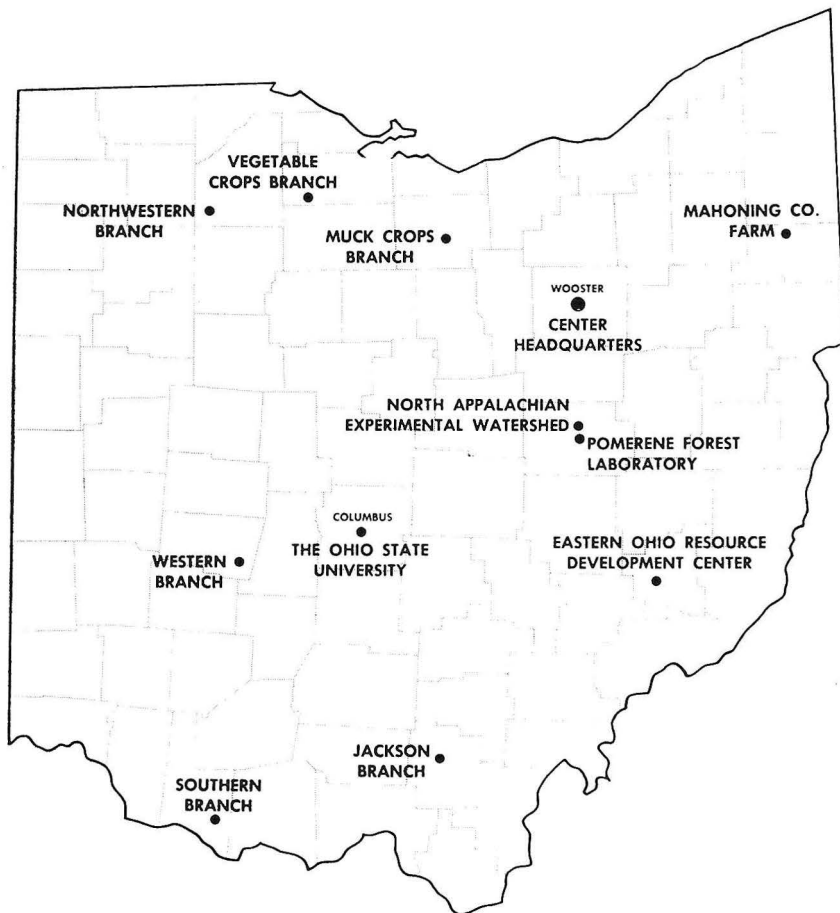 VEGETABLE
CROPS BRANCH
NORTHWESTERN
BRANCH
MUCK CROPS
BRANCH
MAHONING CO.
FARM
WOOSTER
CENTER
HEADQUARTERS
NORTH APPALACHIAN
EXPERIMENTAL WATERSHED
POMERENE FOREST
LABORATORY
COLUMBUS
THE OHIO STATE
UNIVERSITY
EASTERN OHIO RESOURCE
DEVELOPMENT CENTER
WESTERN
BRANCH
JACKSON
BRANCH
SOUTHERN
BRANCH